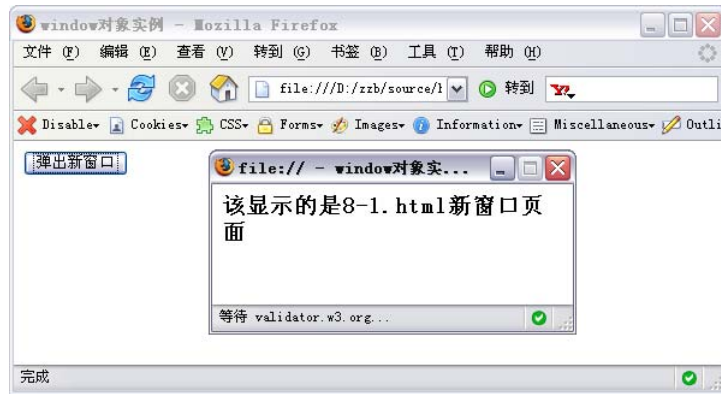 window对象实例 - Mozilla Firefox
文件 (F) 编辑 (E) 查看 (V) 转到 (G) 书签 (B) 工具 (T) 帮助 (H)
file:///D:/zzb/source/ 转到
Disable Cookies CSS Forms Images Information Miscellaneous Outli
弹出新窗口
file:// - window对象实...
该显示的是8-1.html新窗口页
面
等待 validator.w3.org...
完成